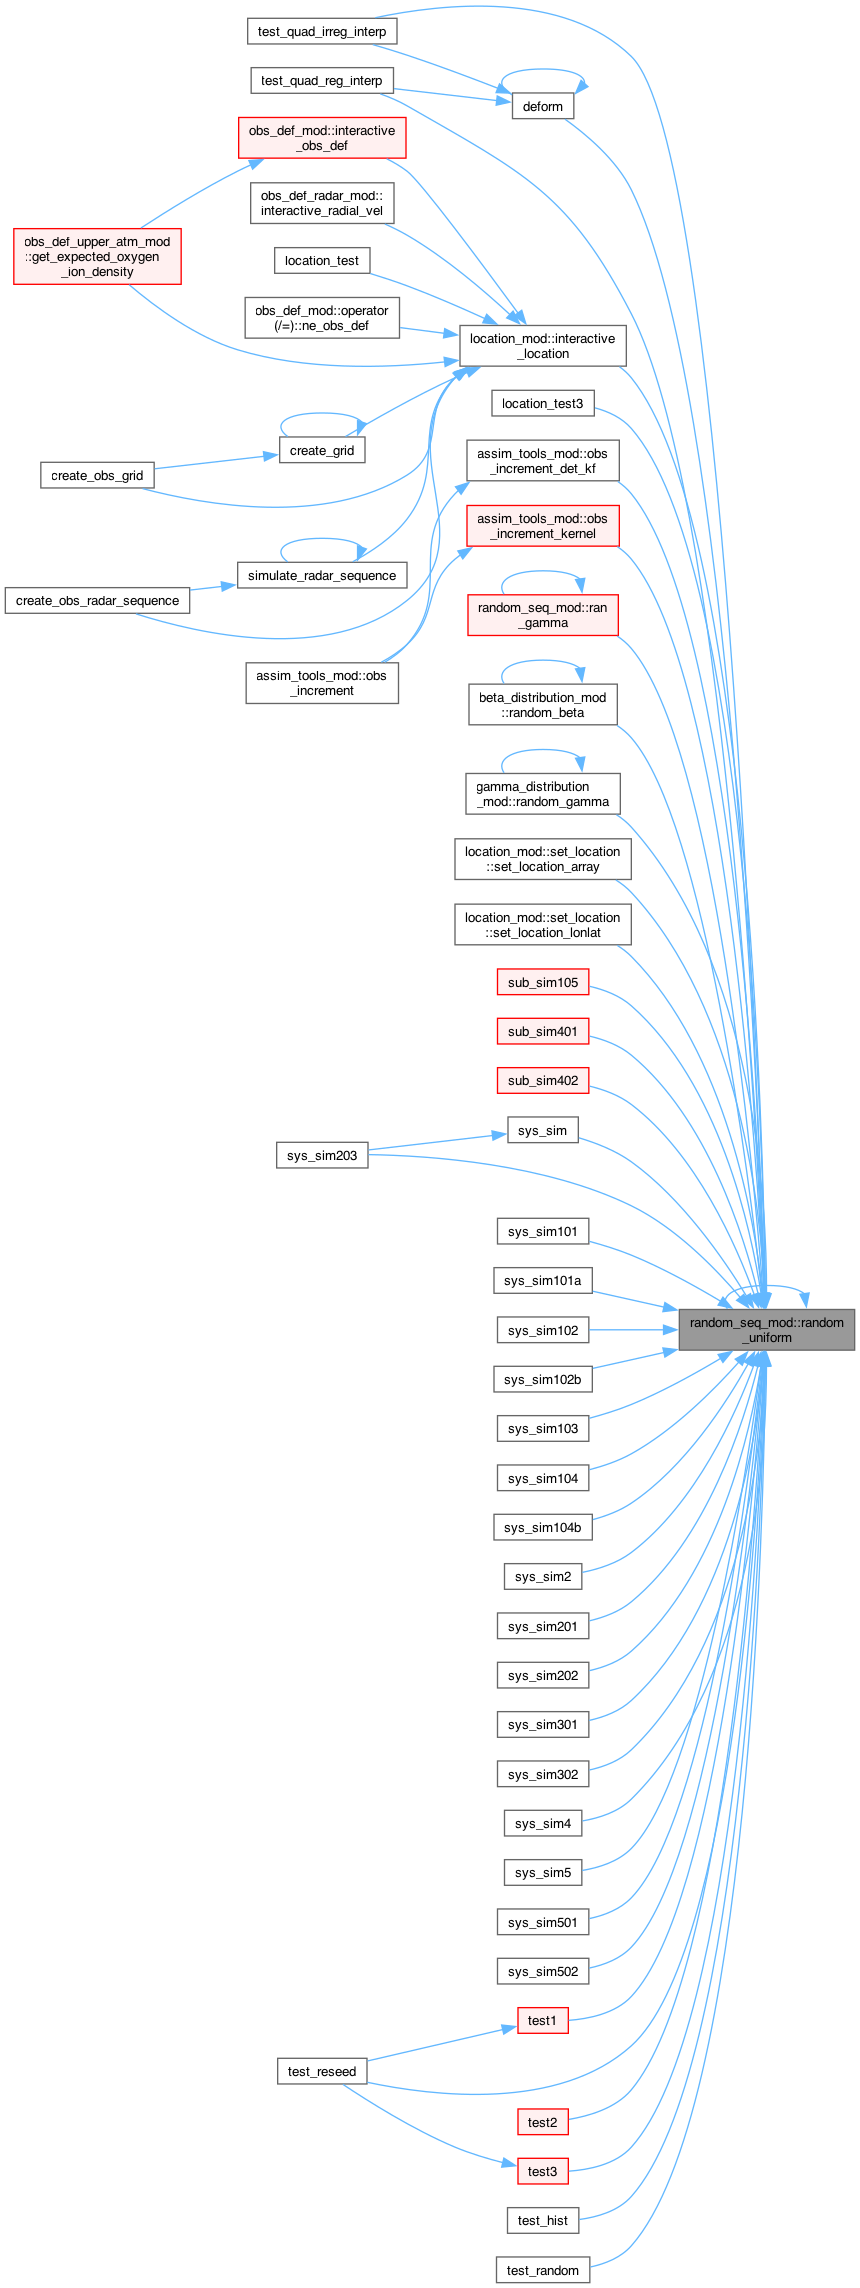 test_quad_irreg_interp
test_quad_reg_interp
deform
obs_def_mod::interactive
_obs_def
obs_def_radar_mod::
interactive_radial_vel
obs_def_upper_atm_mod
::get_expected_oxygen
_ion_density
location_test
obs_def_mod::operator
(/=)::ne_obs_def
location_mod::interactive
_location
location_test3
create_grid
assim_tools_mod::obs
_increment_det_kf
create_obs_grid
assim_tools_mod::obs
_increment_kernel
simulate_radar_sequence
create_obs_radar_sequence
random_seq_mod::ran
_gamma
assim_tools_mod::obs
_increment
beta_distribution_mod
::random_beta
gamma_distribution
_mod::random_gamma
location_mod::set_location
::set_location_array
location_mod::set_location
::set_location_lonlat
sub_sim105
sub_sim401
sub_sim402
sys_sim
sys_sim203
sys_sim101
sys_sim101a
random_seq_mod::random
_uniform
sys_sim102
sys_sim102b
sys_sim103
sys_sim104
sys_sim104b
sys_sim2
sys_sim201
sys_sim202
sys_sim301
sys_sim302
sys_sim4
sys_sim5
sys_sim501
sys_sim502
test1
test_reseed
test2
test3
test_hist
test_random